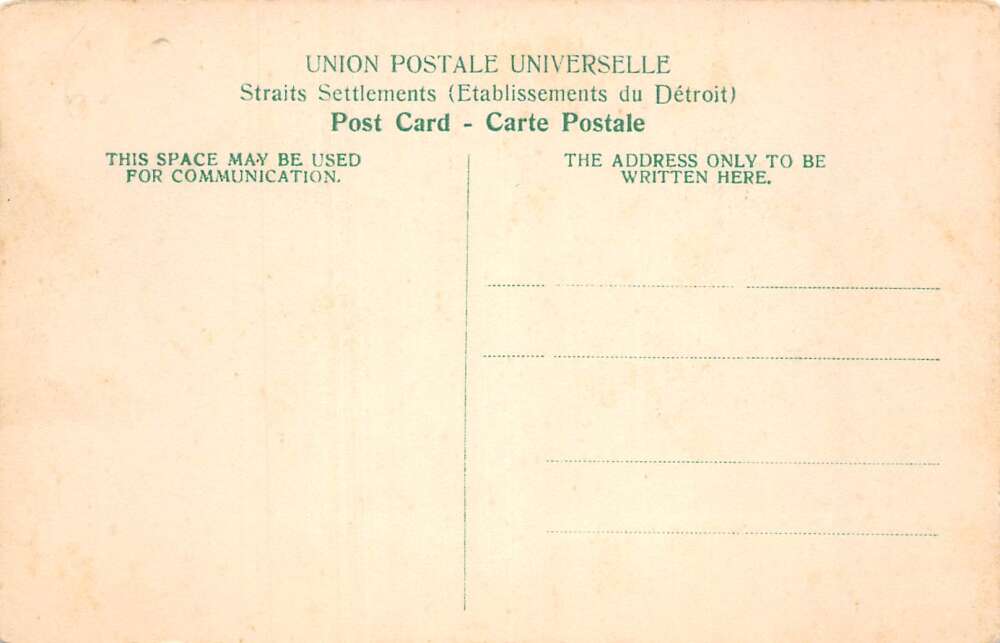 UNION POSTALE UNIVERSELLE
Straits Settlements (Etablissements du Détroit)
Post Card - Carte Postale
THIS SPACE MAY BE USED
FOR COMMUNICATION.
THE ADDRESS ONLY TO BE
WRITTEN HERE.